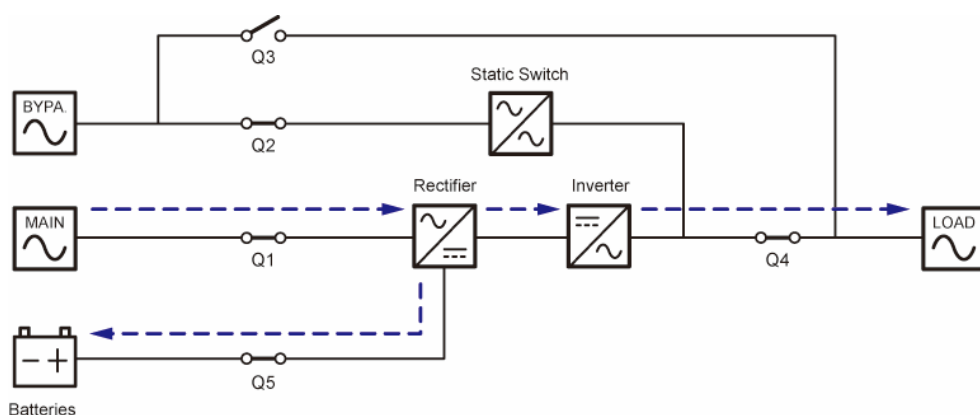 Q3
Static Switch
BYPA.
Q2
Rectifier
Inverter
MAIN
LOAD
Q1
Q4
Q5
Batteries